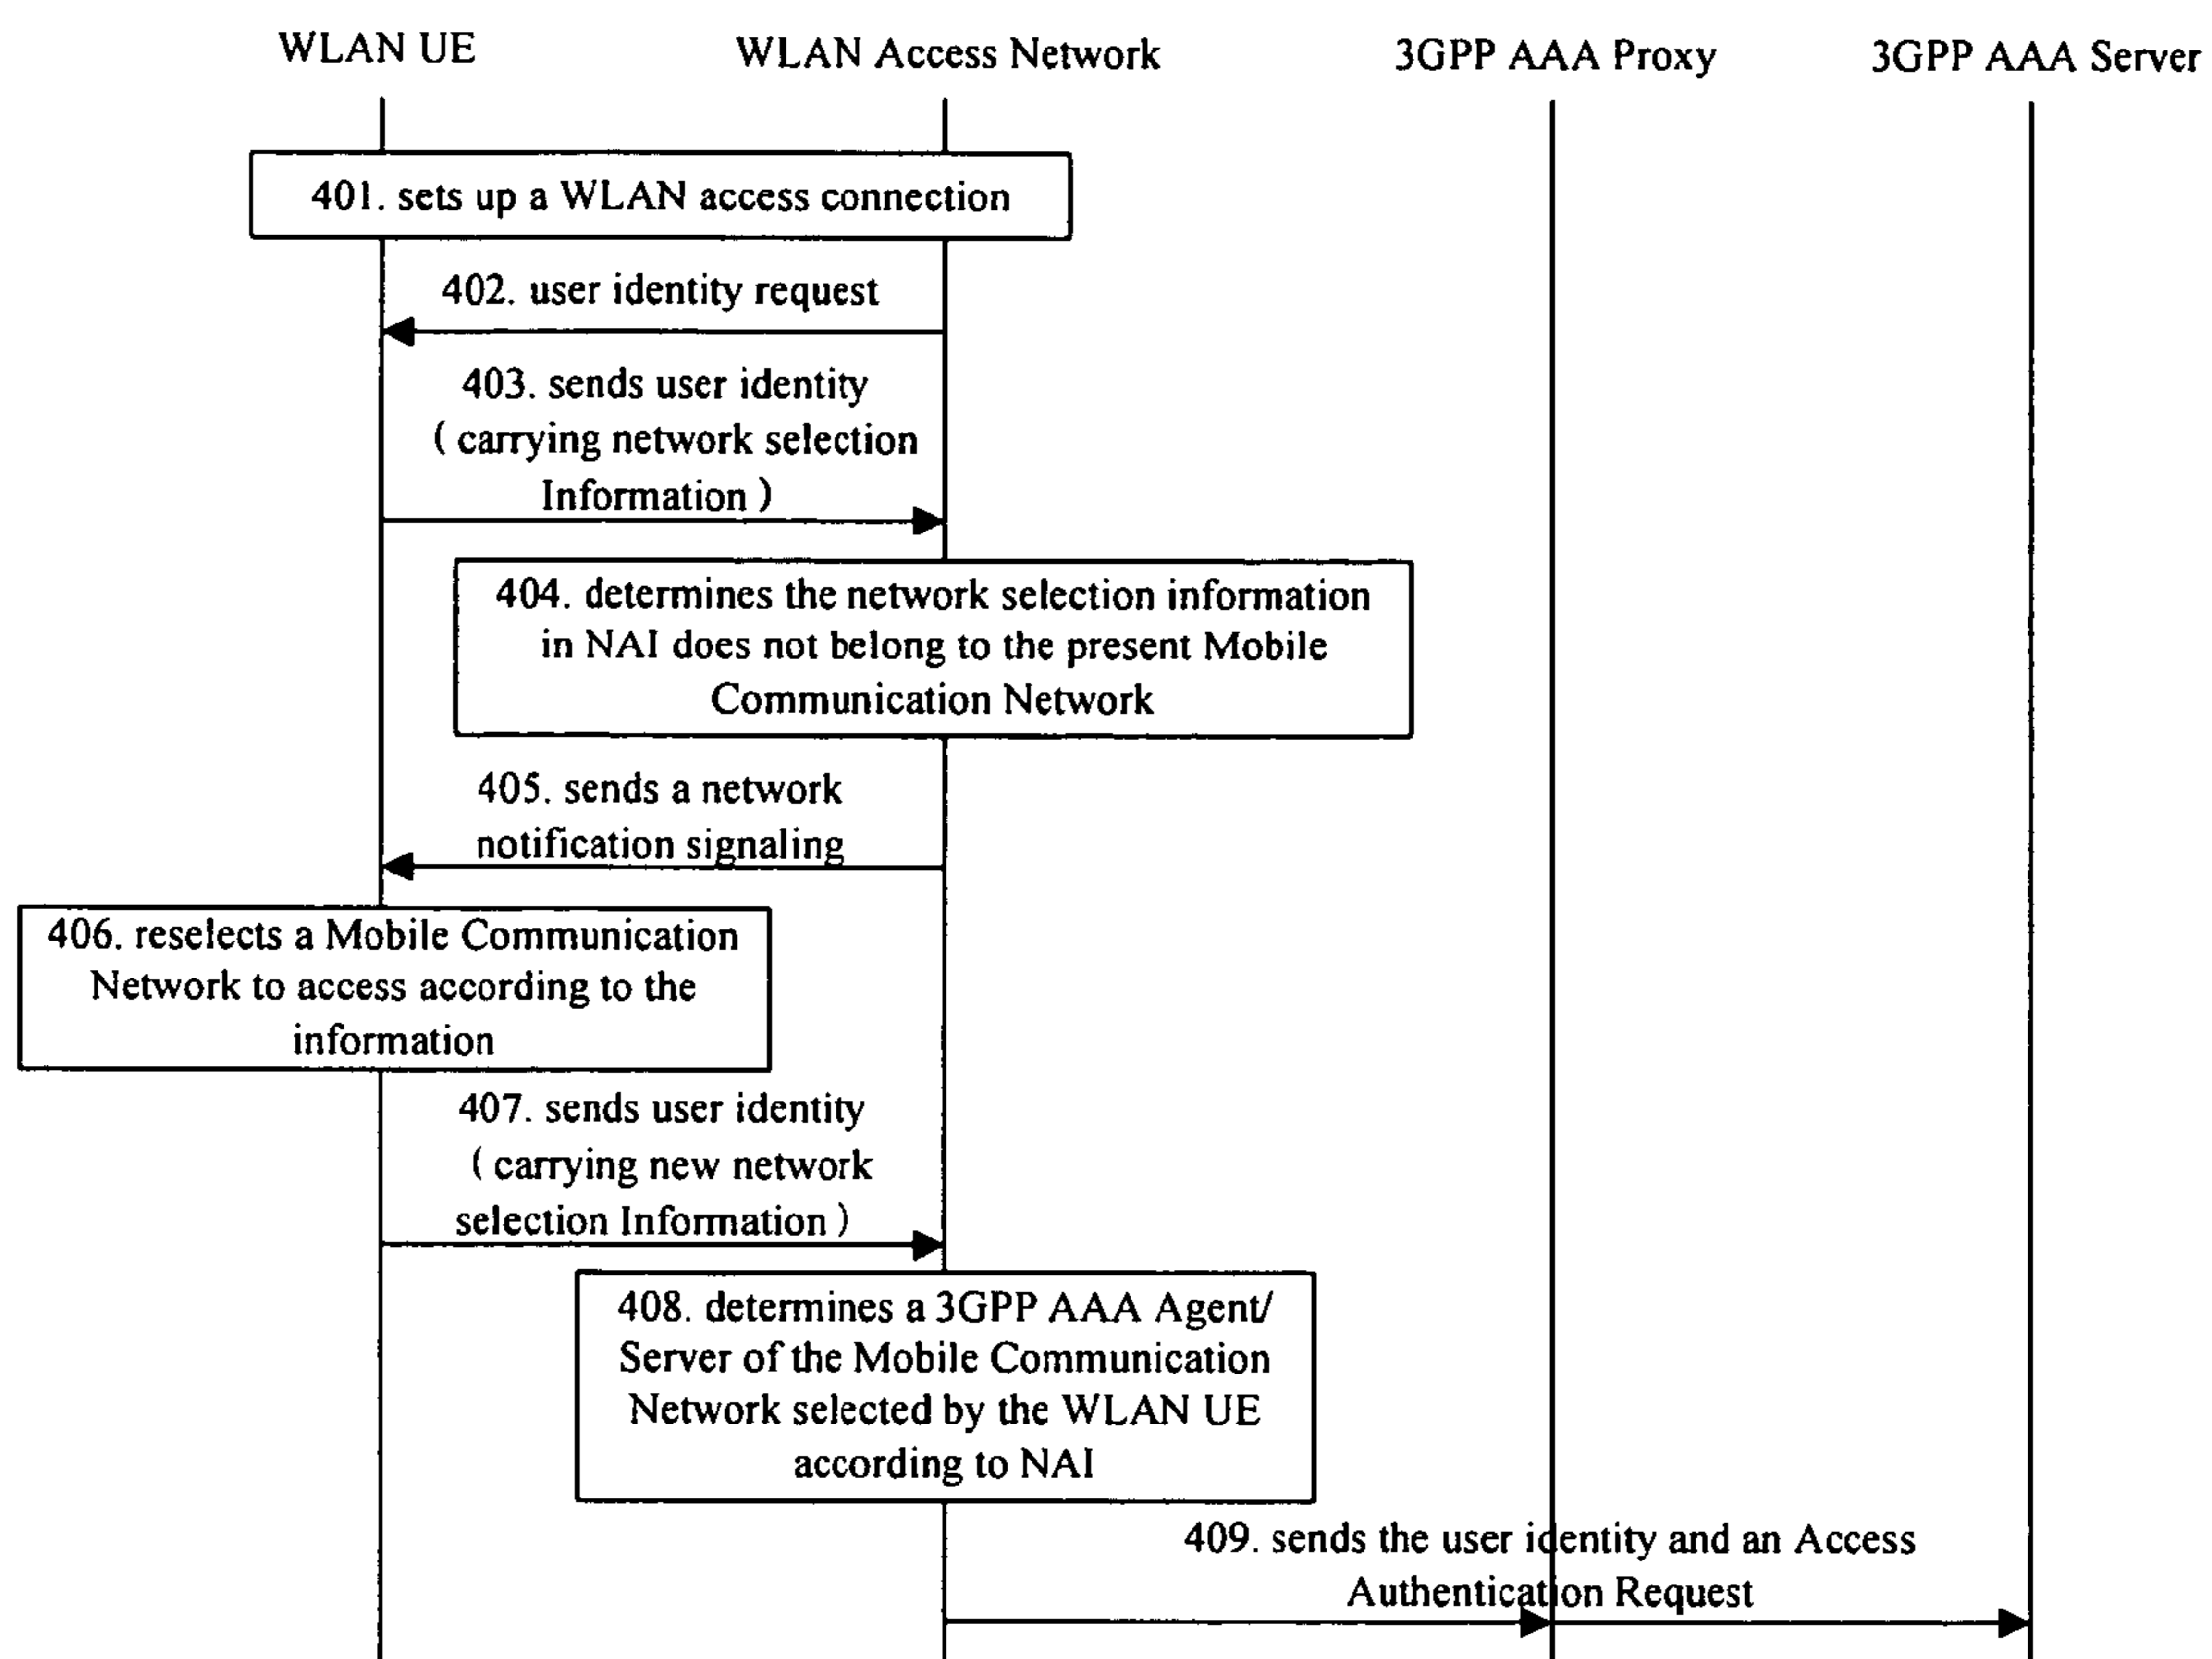 WLAN UE
WLAN Access Network
3GPP AAA Proxy
3GPP AAA Server
401. sets up a WLAN access connection
402. user identity request
403. sends user identity
( carrying network selection
Information )
404. determines the network selection information
in NAI does not belong to the present Mobile
Communication Network
405. sends a network
notification signaling
406. reselects a Mobile Communication
Network to access according to the
information
407. sends user identity
( carrying new network
selection Information )
408. determines a 3GPP AAA Agent/
Server of the Mobile Communication
Network selected by the WLAN UE
according to NAI
409. sends the user identity and an Access
Authentication Request